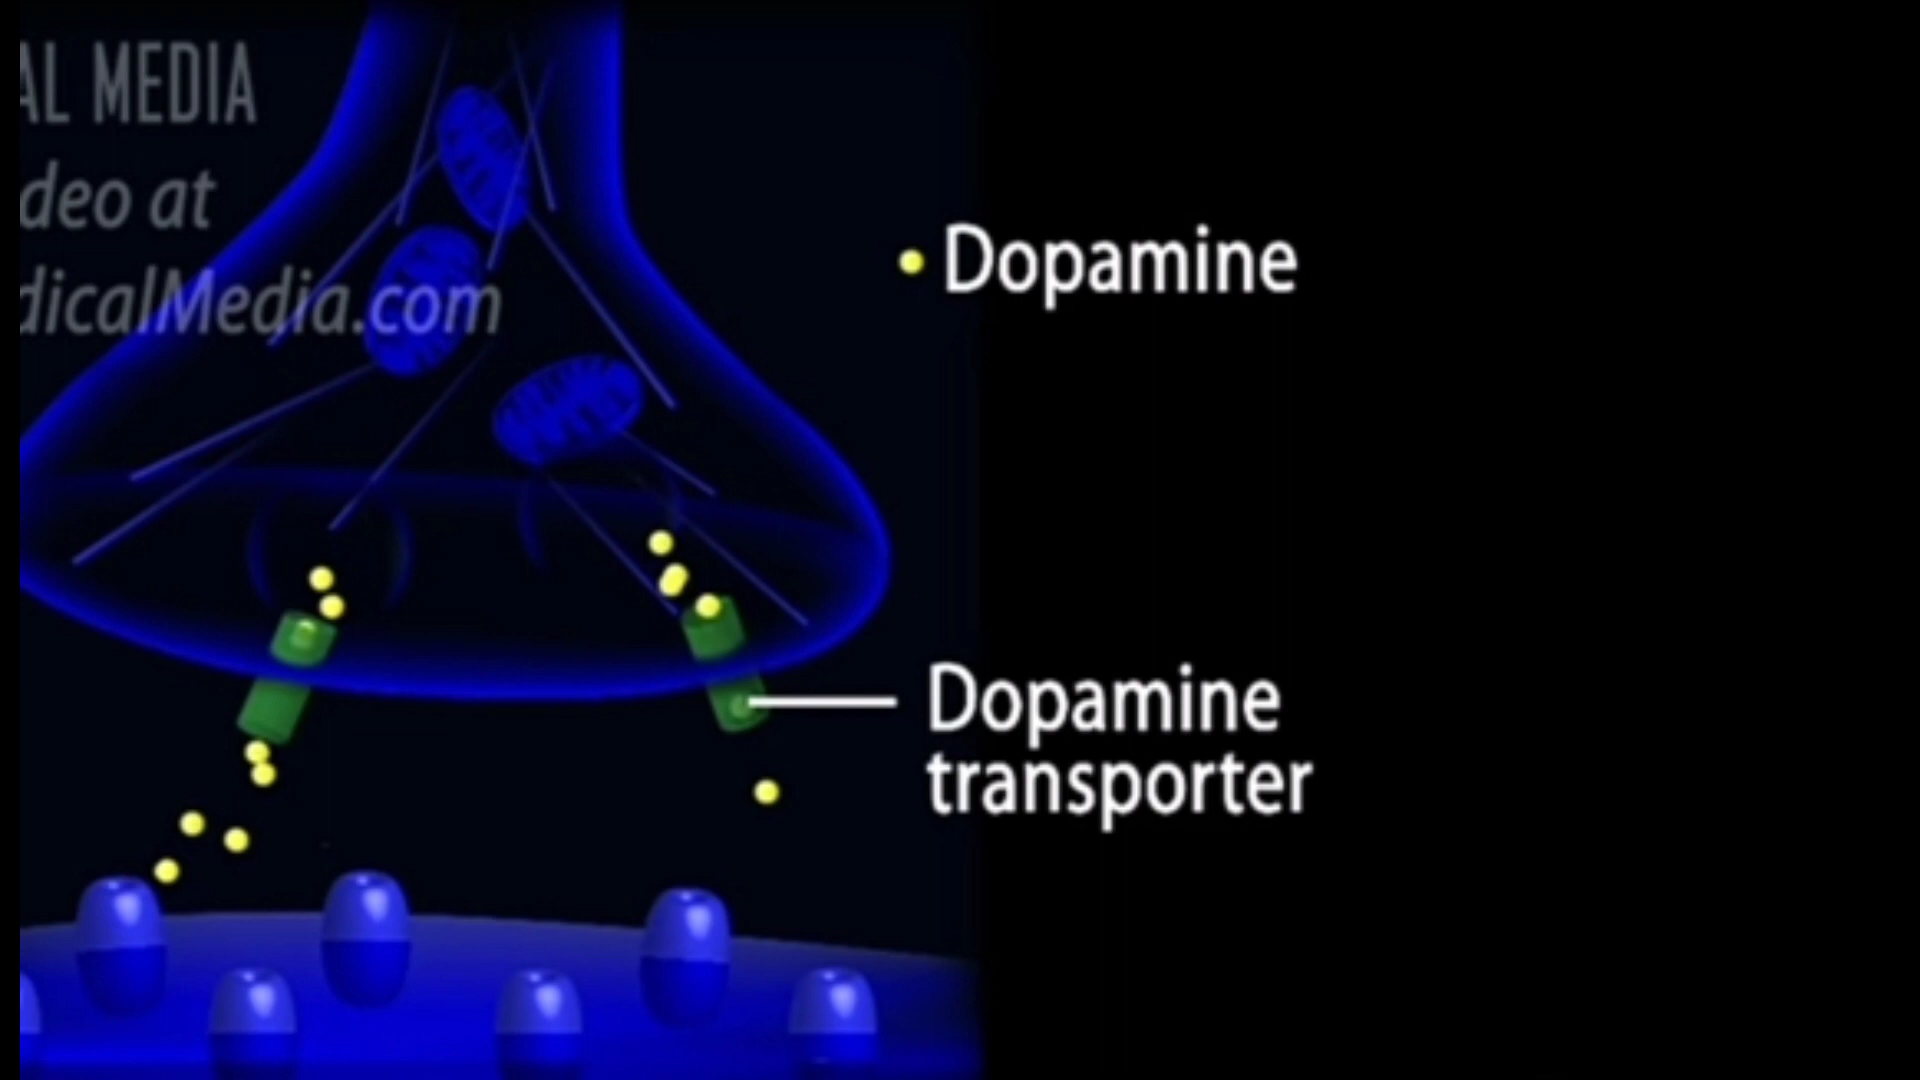 AL MEDIA
deo at
dicalMedia.com
Dopamine
Dopamine
transporter